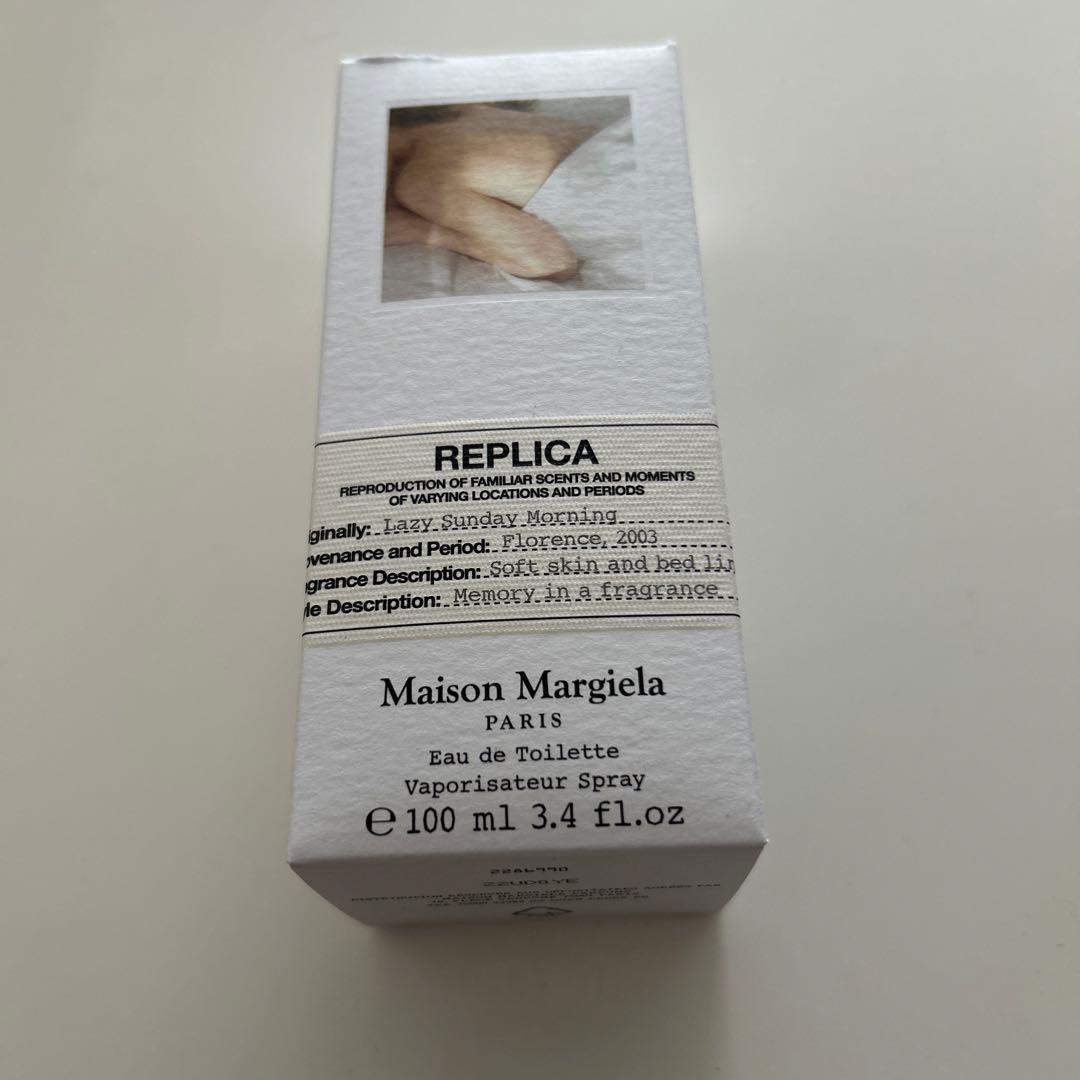 REPLICA
REPRODUCTION OF FAMILIAR SCENTS AND MOMENTS
OF VARYING LOCATIONS AND PERIODS
iginally: Lazy Sunday Morning
ovenance and Period: Florence, 2003
agrance Description: Soft skin and bed lin
yle Description: Memory in a fragrance
Maison Margiela
PARIS
Eau de Toilette
Vaporisateur Spray
℮ 100 ml 3.4 fl.oz